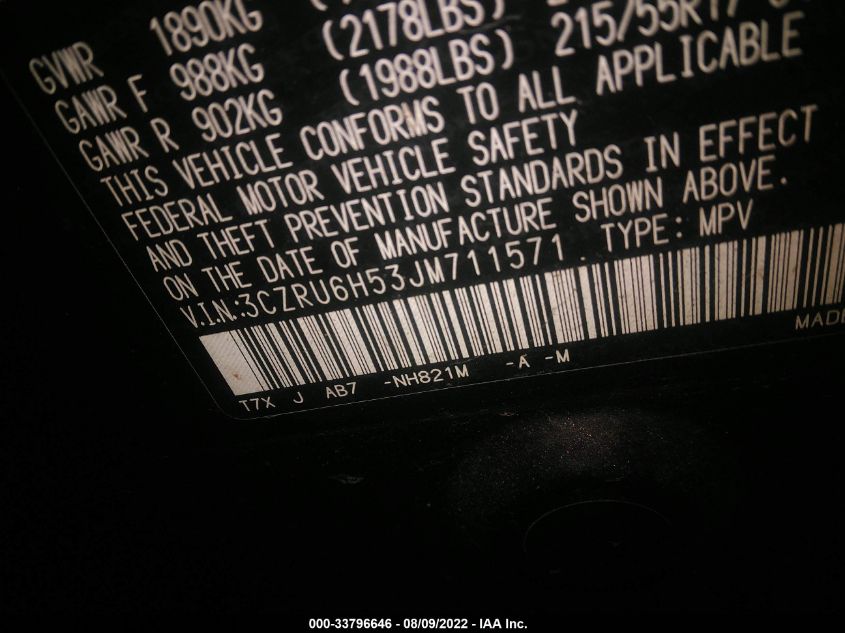 GVWR 1890KG
GAWR F 988KG (2178LBS) 215/55R17
GAWR R 902KG (1988LBS)
THIS VEHICLE CONFORMS TO ALL APPLICABLE
FEDERAL MOTOR VEHICLE SAFETY
AND THEFT PREVENTION STANDARDS IN EFFECT
ON THE DATE OF MANUFACTURE SHOWN ABOVE.
V.I.N.:3CZRU6H53JM711571 TYPE: MPV
MADE
T7X J AB7 -NH821M -A -M
000-33796646 - 08/09/2022 - IAA Inc.